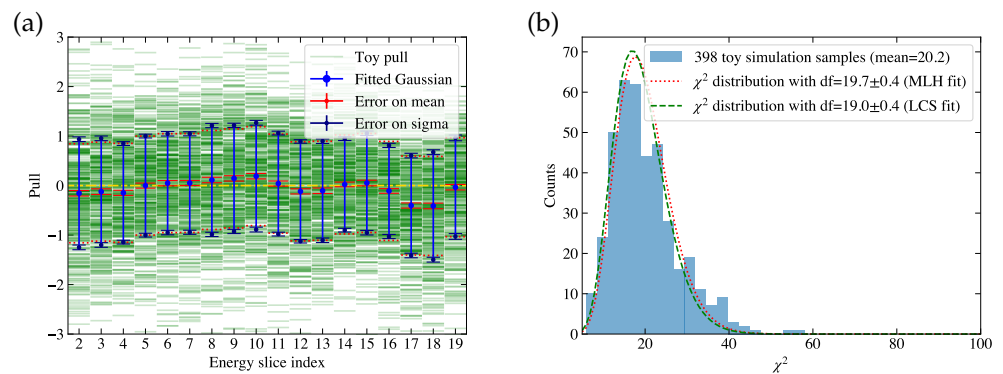 (a)
3
2
1
0
−1
−2
−3
Pull
2 3 4 5 6 7 8 9 10 11 12 13 14 15 16 17 18 19
Energy slice index
Toy pull
Fitted Gaussian
Error on mean
Error on sigma
(b)
70
60
50
40
30
20
10
0
Counts
20 40 60 80 100
χ²
398 toy simulation samples (mean=20.2)
χ² distribution with df=19.7±0.4 (MLH fit)
χ² distribution with df=19.0±0.4 (LCS fit)